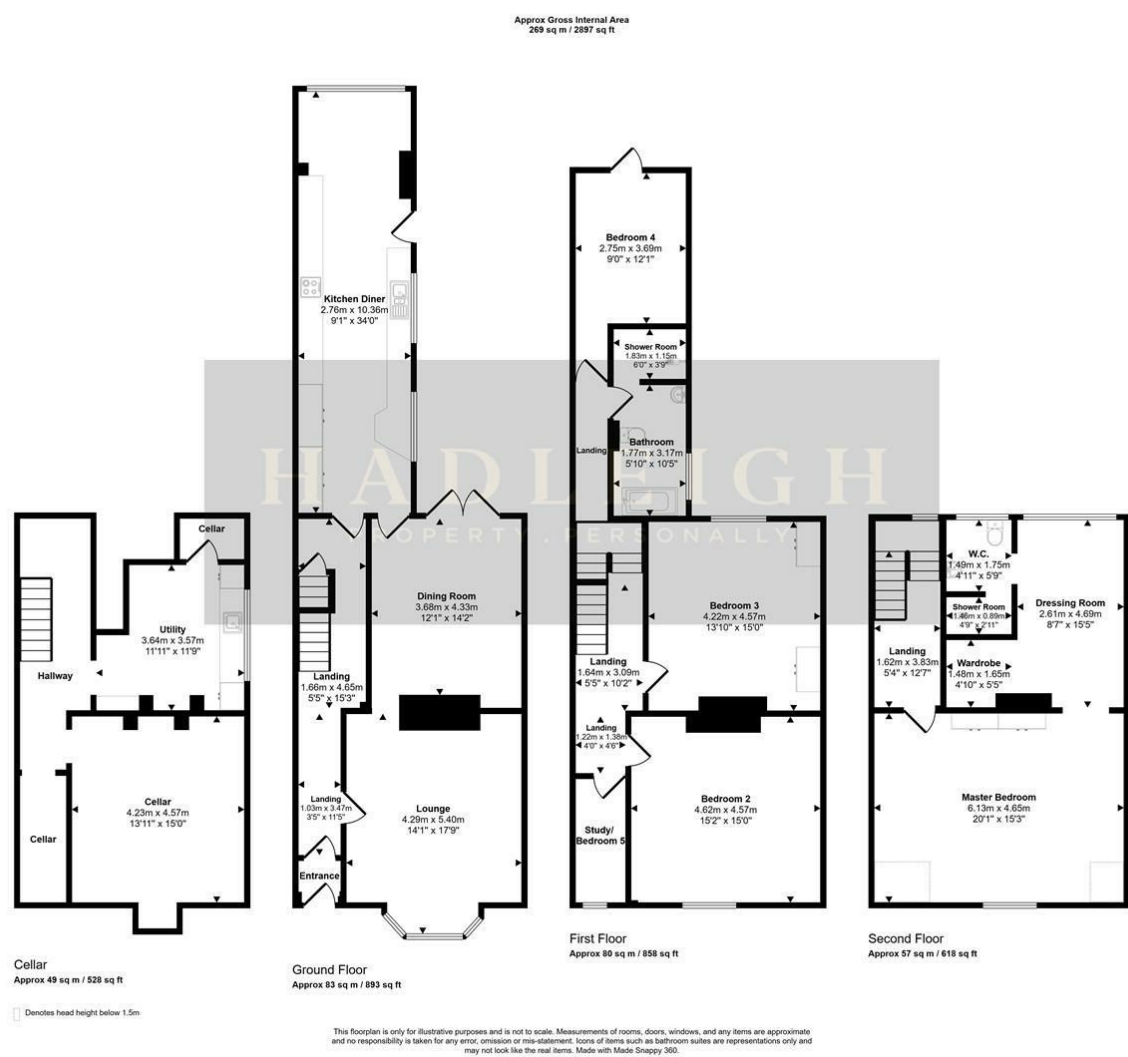 Approx Gross Internal Area
269 sq m / 2897 sq ft
Kitchen Diner
2.76m x 10.36m
9'1" x 34'0"
Dining Room
3.68m x 4.33m
12'1" x 14'2"
Landing
1.66m x 4.65m
5'5" x 15'3"
Landing
1.03m x 3.47m
3'5" x 11'5"
Lounge
4.29m x 5.40m
14'1" x 17'9"
Entrance
Ground Floor
Approx 83 sq m / 893 sq ft
Bedroom 4
2.75m x 3.69m
9'0" x 12'1"
Shower Room
1.83m x 1.15m
6'0" x 3'9"
Bathroom
1.77m x 3.17m
5'10" x 10'5"
Landing
Bedroom 3
4.22m x 4.57m
13'10" x 15'0"
Landing
1.64m x 3.09m
5'5" x 10'2"
Landing
1.22m x 1.38m
4'0" x 4'6"
Bedroom 2
4.62m x 4.57m
15'2" x 15'0"
Study/
Bedroom 5
First Floor
Approx 80 sq m / 858 sq ft
W.C.
1.49m x 1.75m
4'11" x 5'9"
Shower Room
1.46m x 0.89m
4'9" x 2'11"
Dressing Room
2.61m x 4.69m
8'7" x 15'5"
Landing
1.62m x 3.83m
5'4" x 12'7"
Wardrobe
1.48m x 1.65m
4'10" x 5'5"
Master Bedroom
6.13m x 4.65m
20'1" x 15'3"
Second Floor
Approx 57 sq m / 618 sq ft
Cellar
Utility
3.64m x 3.57m
11'11" x 11'9"
Hallway
Cellar
4.23m x 4.57m
13'11" x 15'0"
Cellar
Cellar
Approx 49 sq m / 528 sq ft
Denotes head height below 1.5m
HADLEIGH
PROPERTY. PERSONALLY
This floorplan is only for illustrative purposes and is not to scale. Measurements of rooms, doors, windows, and any items are approximate
and no responsibility is taken for any error, omission or mis-statement. Icons of items such as bathroom suites are representations only and
may not look like the real items. Made with Made Snappy 360.